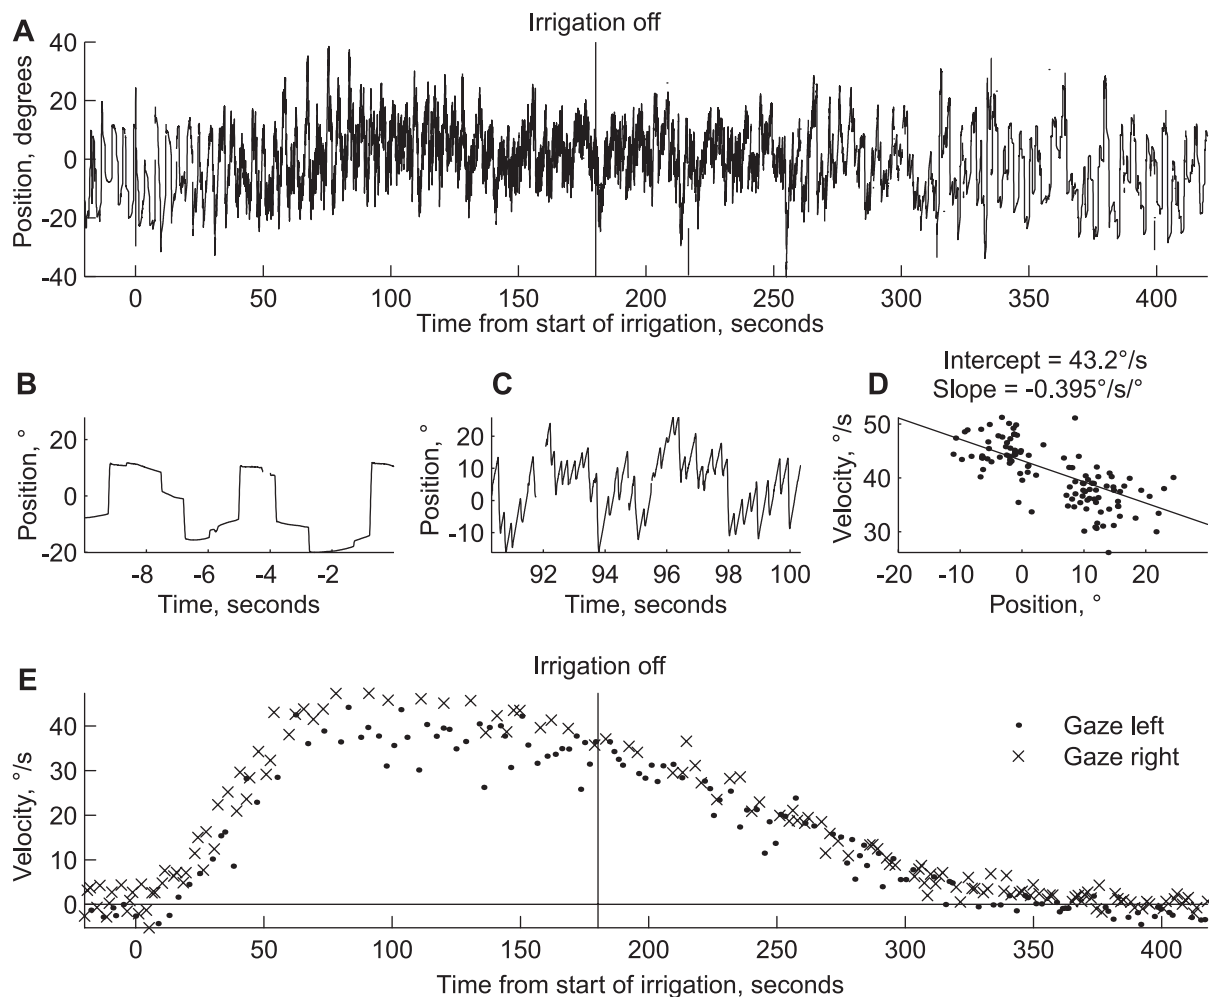 Irrigation off
A
Position, degrees
40
20
0
-20
-40
0 50 100 150 200 250 300 350 400
Time from start of irrigation, seconds
B
Position, °
20
0
-20
-8 -6 -4 -2
Time, seconds
C
Position, °
20
10
0
-10
92 94 96 98 100
Time, seconds
Intercept = 43.2°/s
D Slope = -0.395°/s/°
Velocity, °/s
50
40
30
-20 -10 0 10 20
Position, °
Irrigation off
E
Velocity, °/s
40
30
20
10
0
Gaze left
Gaze right
0 50 100 150 200 250 300 350 400
Time from start of irrigation, seconds